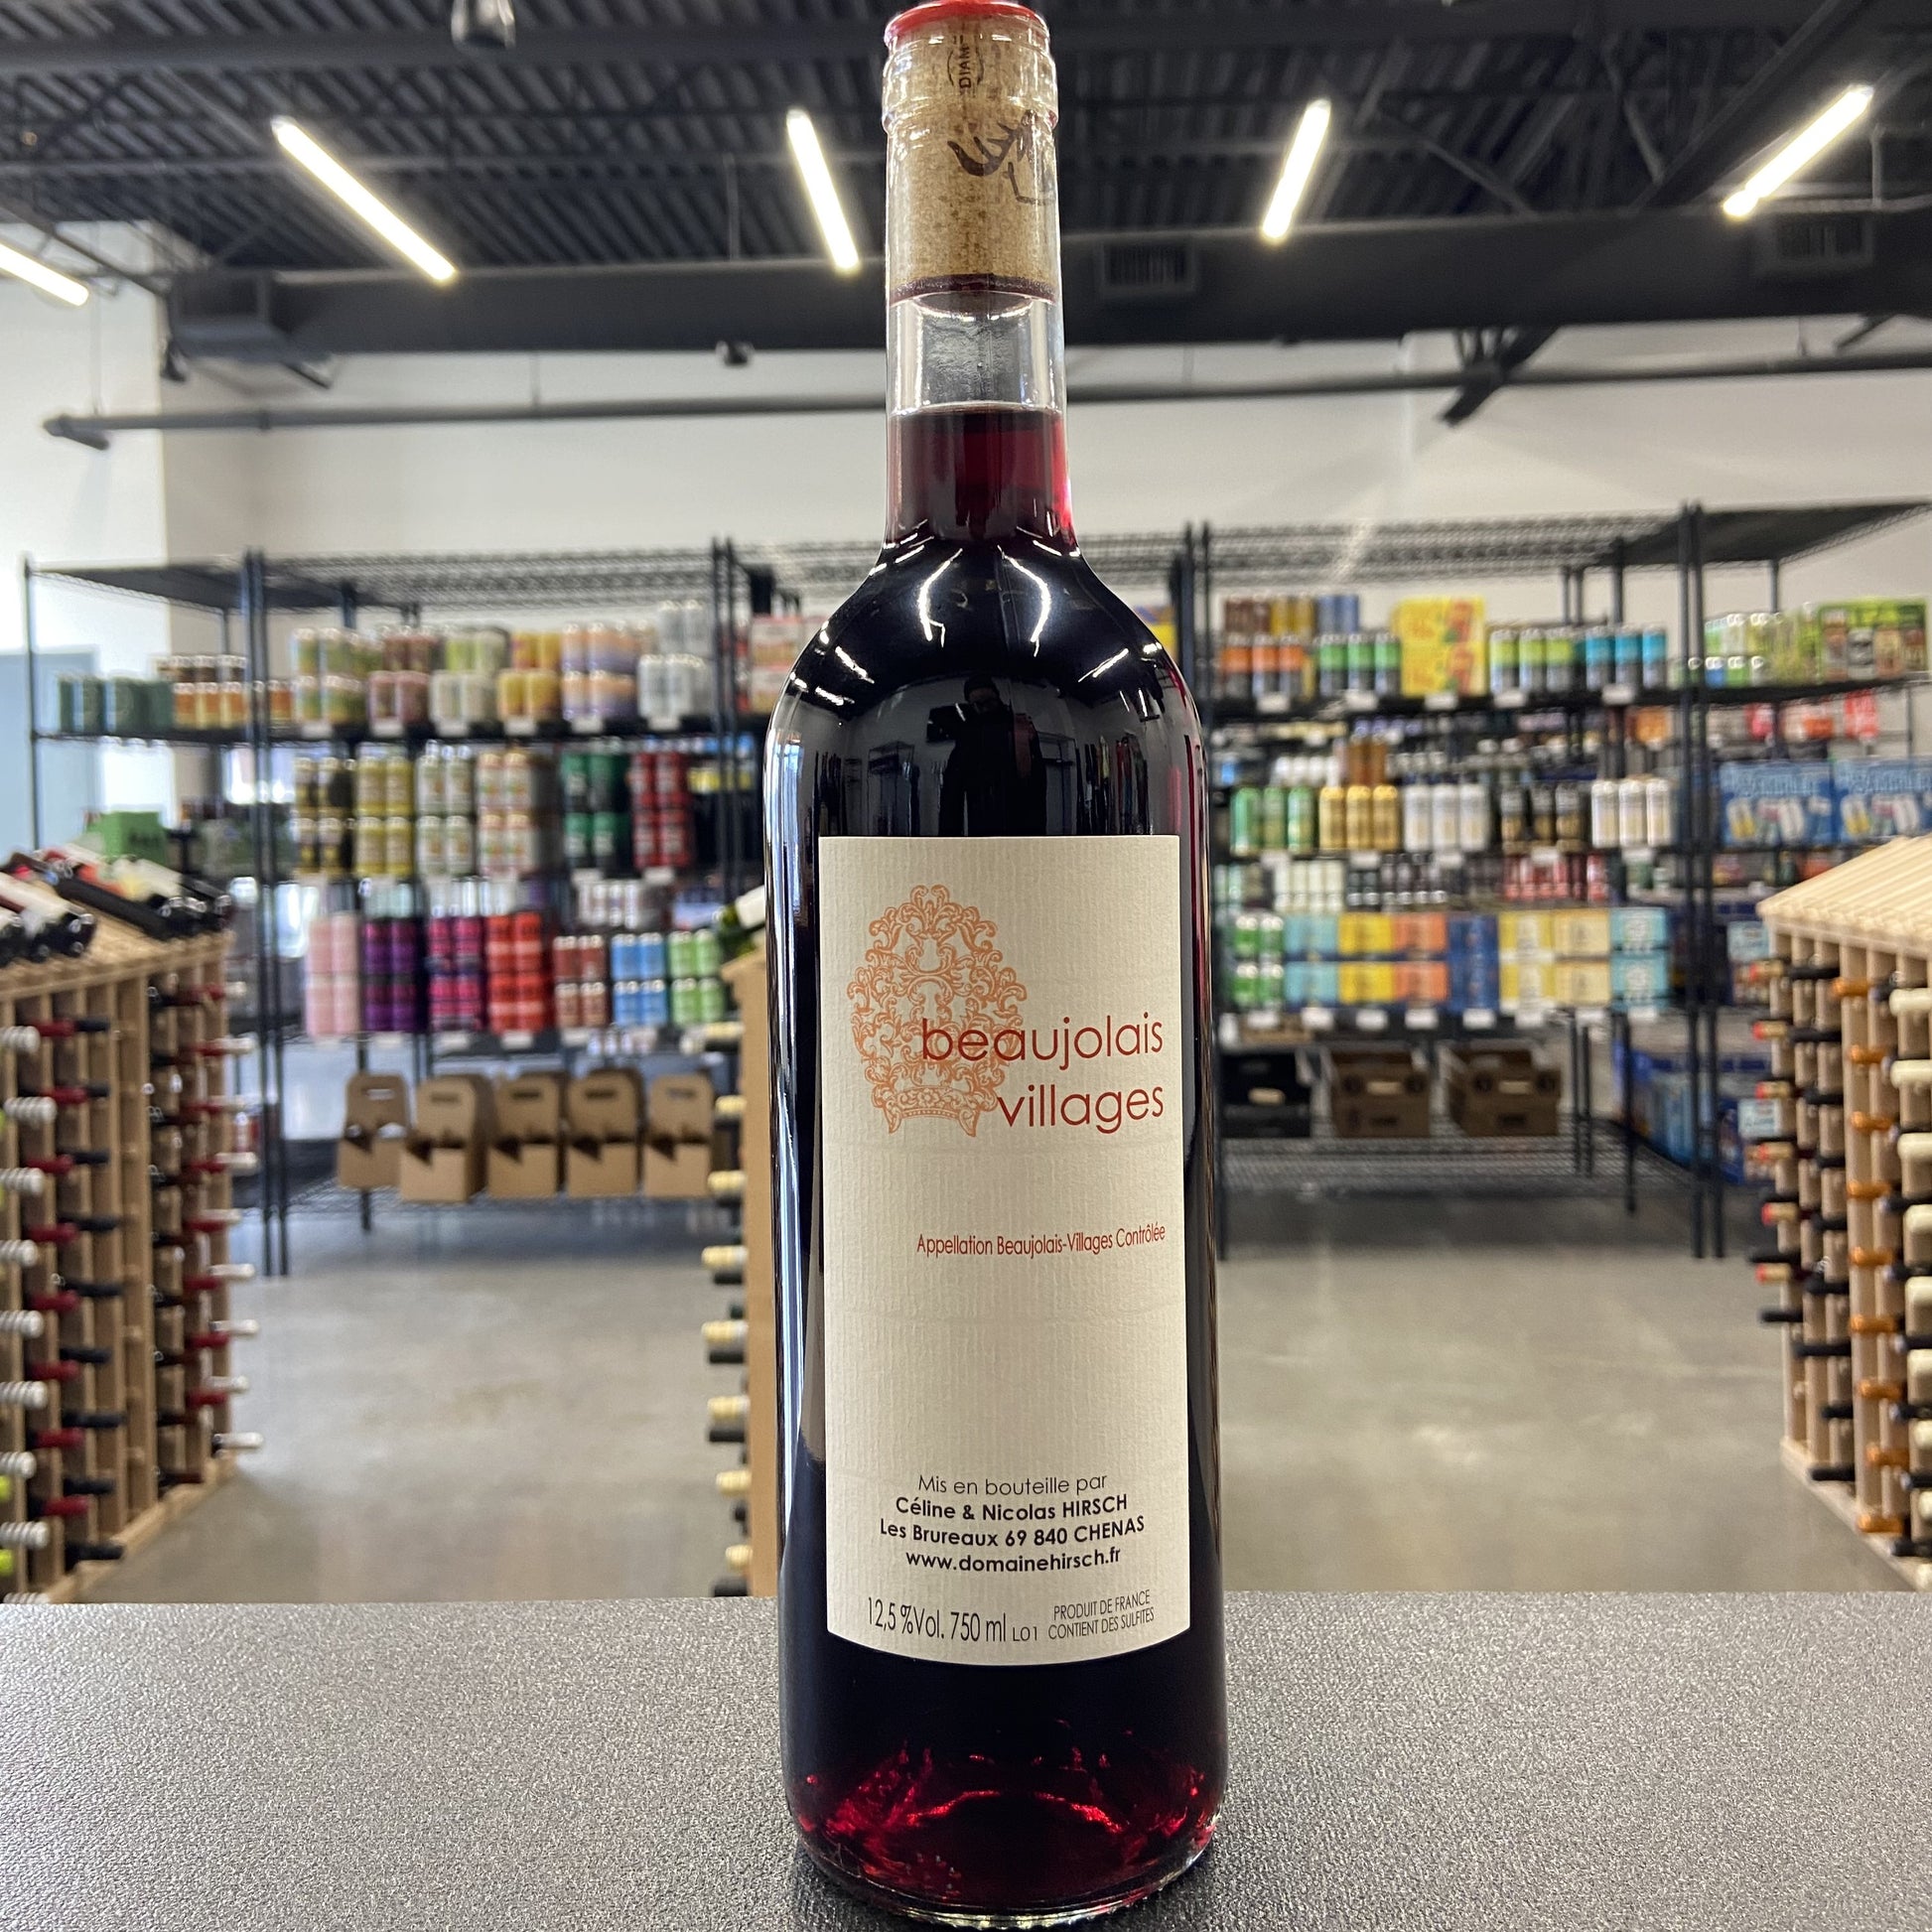 DIAM
beaujolais
villages
Appellation Beaujolais-Villages Contrôlée
Mis en bouteille par
Céline & Nicolas HIRSCH
Les Brureaux 69 840 CHENAS
www.domainehirsch.fr
12,5 %Vol. 750 ml L01
PRODUIT DE FRANCE
CONTIENT DES SULFITES